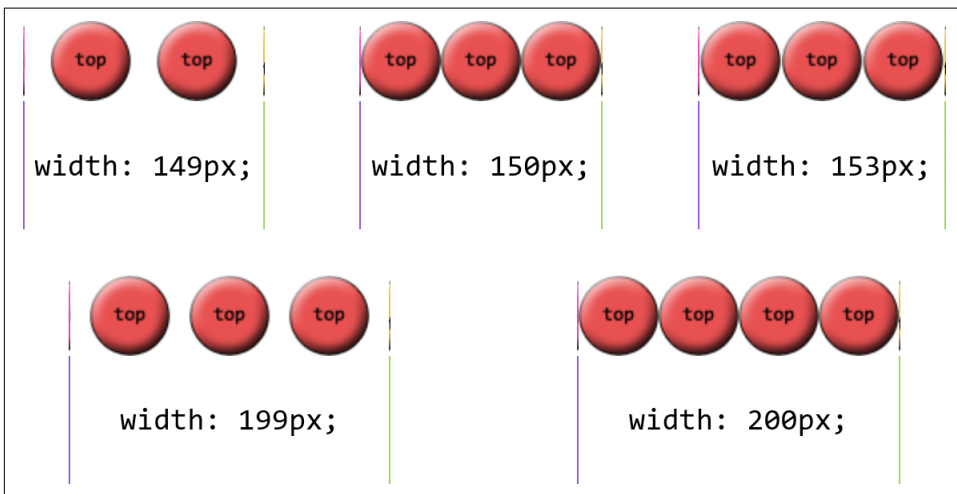 top top top top top top top top
width: 149px; width: 150px; width: 153px;
top top top top top top top
width: 199px; width: 200px;